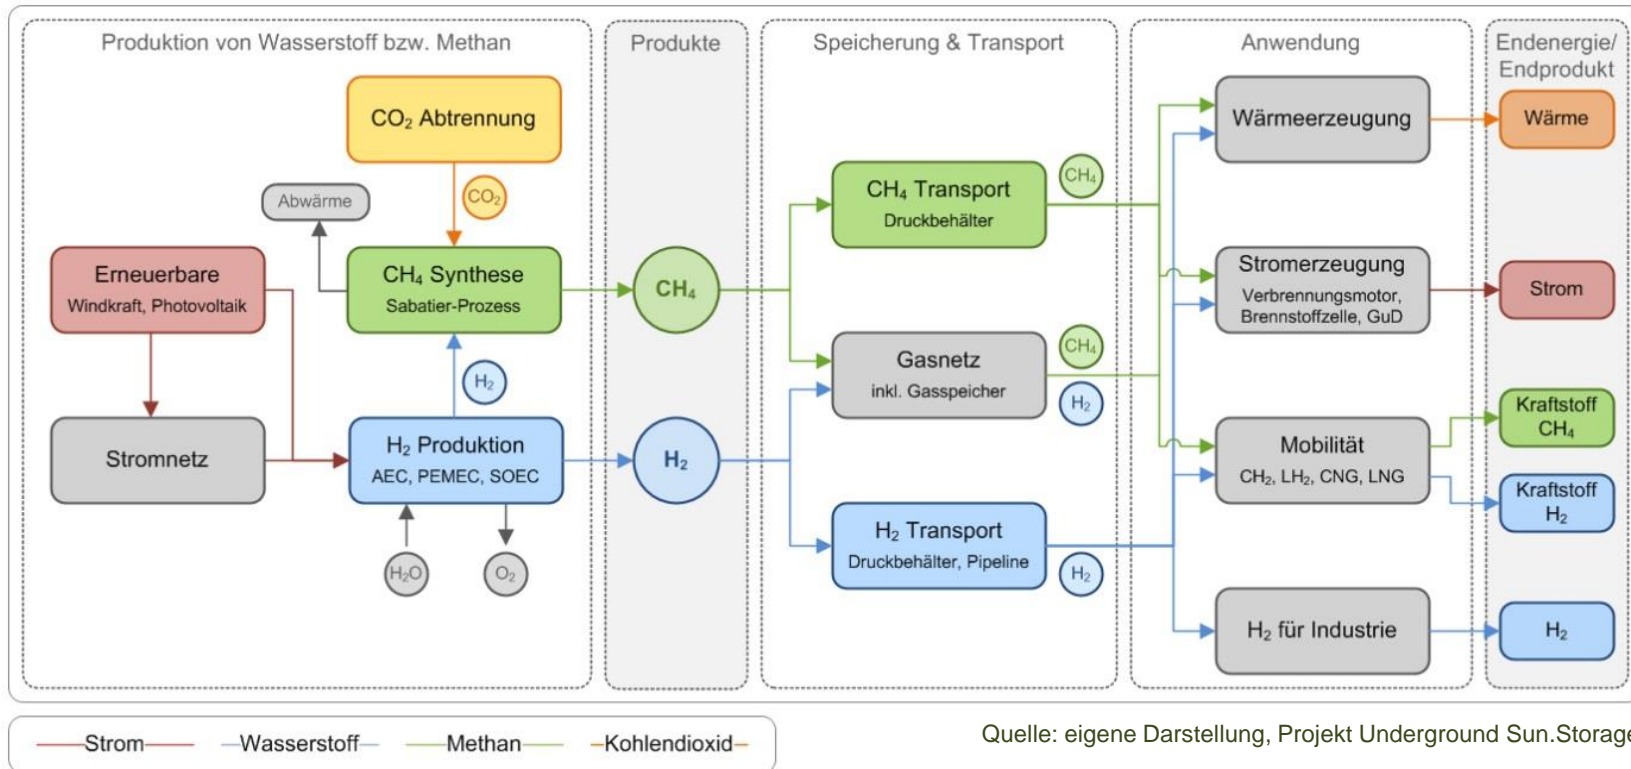 Produktion von Wasserstoff bzw. Methan
CO₂ Abtrennung
CO₂
Abwärme
Erneuerbare
Windkraft, Photovoltaik
CH₄ Synthese
Sabatier-Prozess
H₂
Stromnetz
H₂ Produktion
AEC, PEMEC, SOEC
H₂O
O₂
Produkte
CH₄
H₂
Speicherung & Transport
CH₄ Transport
Druckbehälter
CH₄
Gasnetz
inkl. Gasspeicher
CH₄
H₂
H₂ Transport
Druckbehälter, Pipeline
H₂
Anwendung
Wärmeerzeugung
Stromerzeugung
Verbrennungsmotor,
Brennstoffzelle, GuD
Mobilität
CH₂, LH₂, CNG, LNG
H₂ für Industrie
Endenergie/
Endprodukt
Wärme
Strom
Kraftstoff
CH₄
Kraftstoff
H₂
H₂
Strom
Wasserstoff
Methan
Kohlendioxid
Quelle: eigene Darstellung, Projekt Underground Sun.Storage